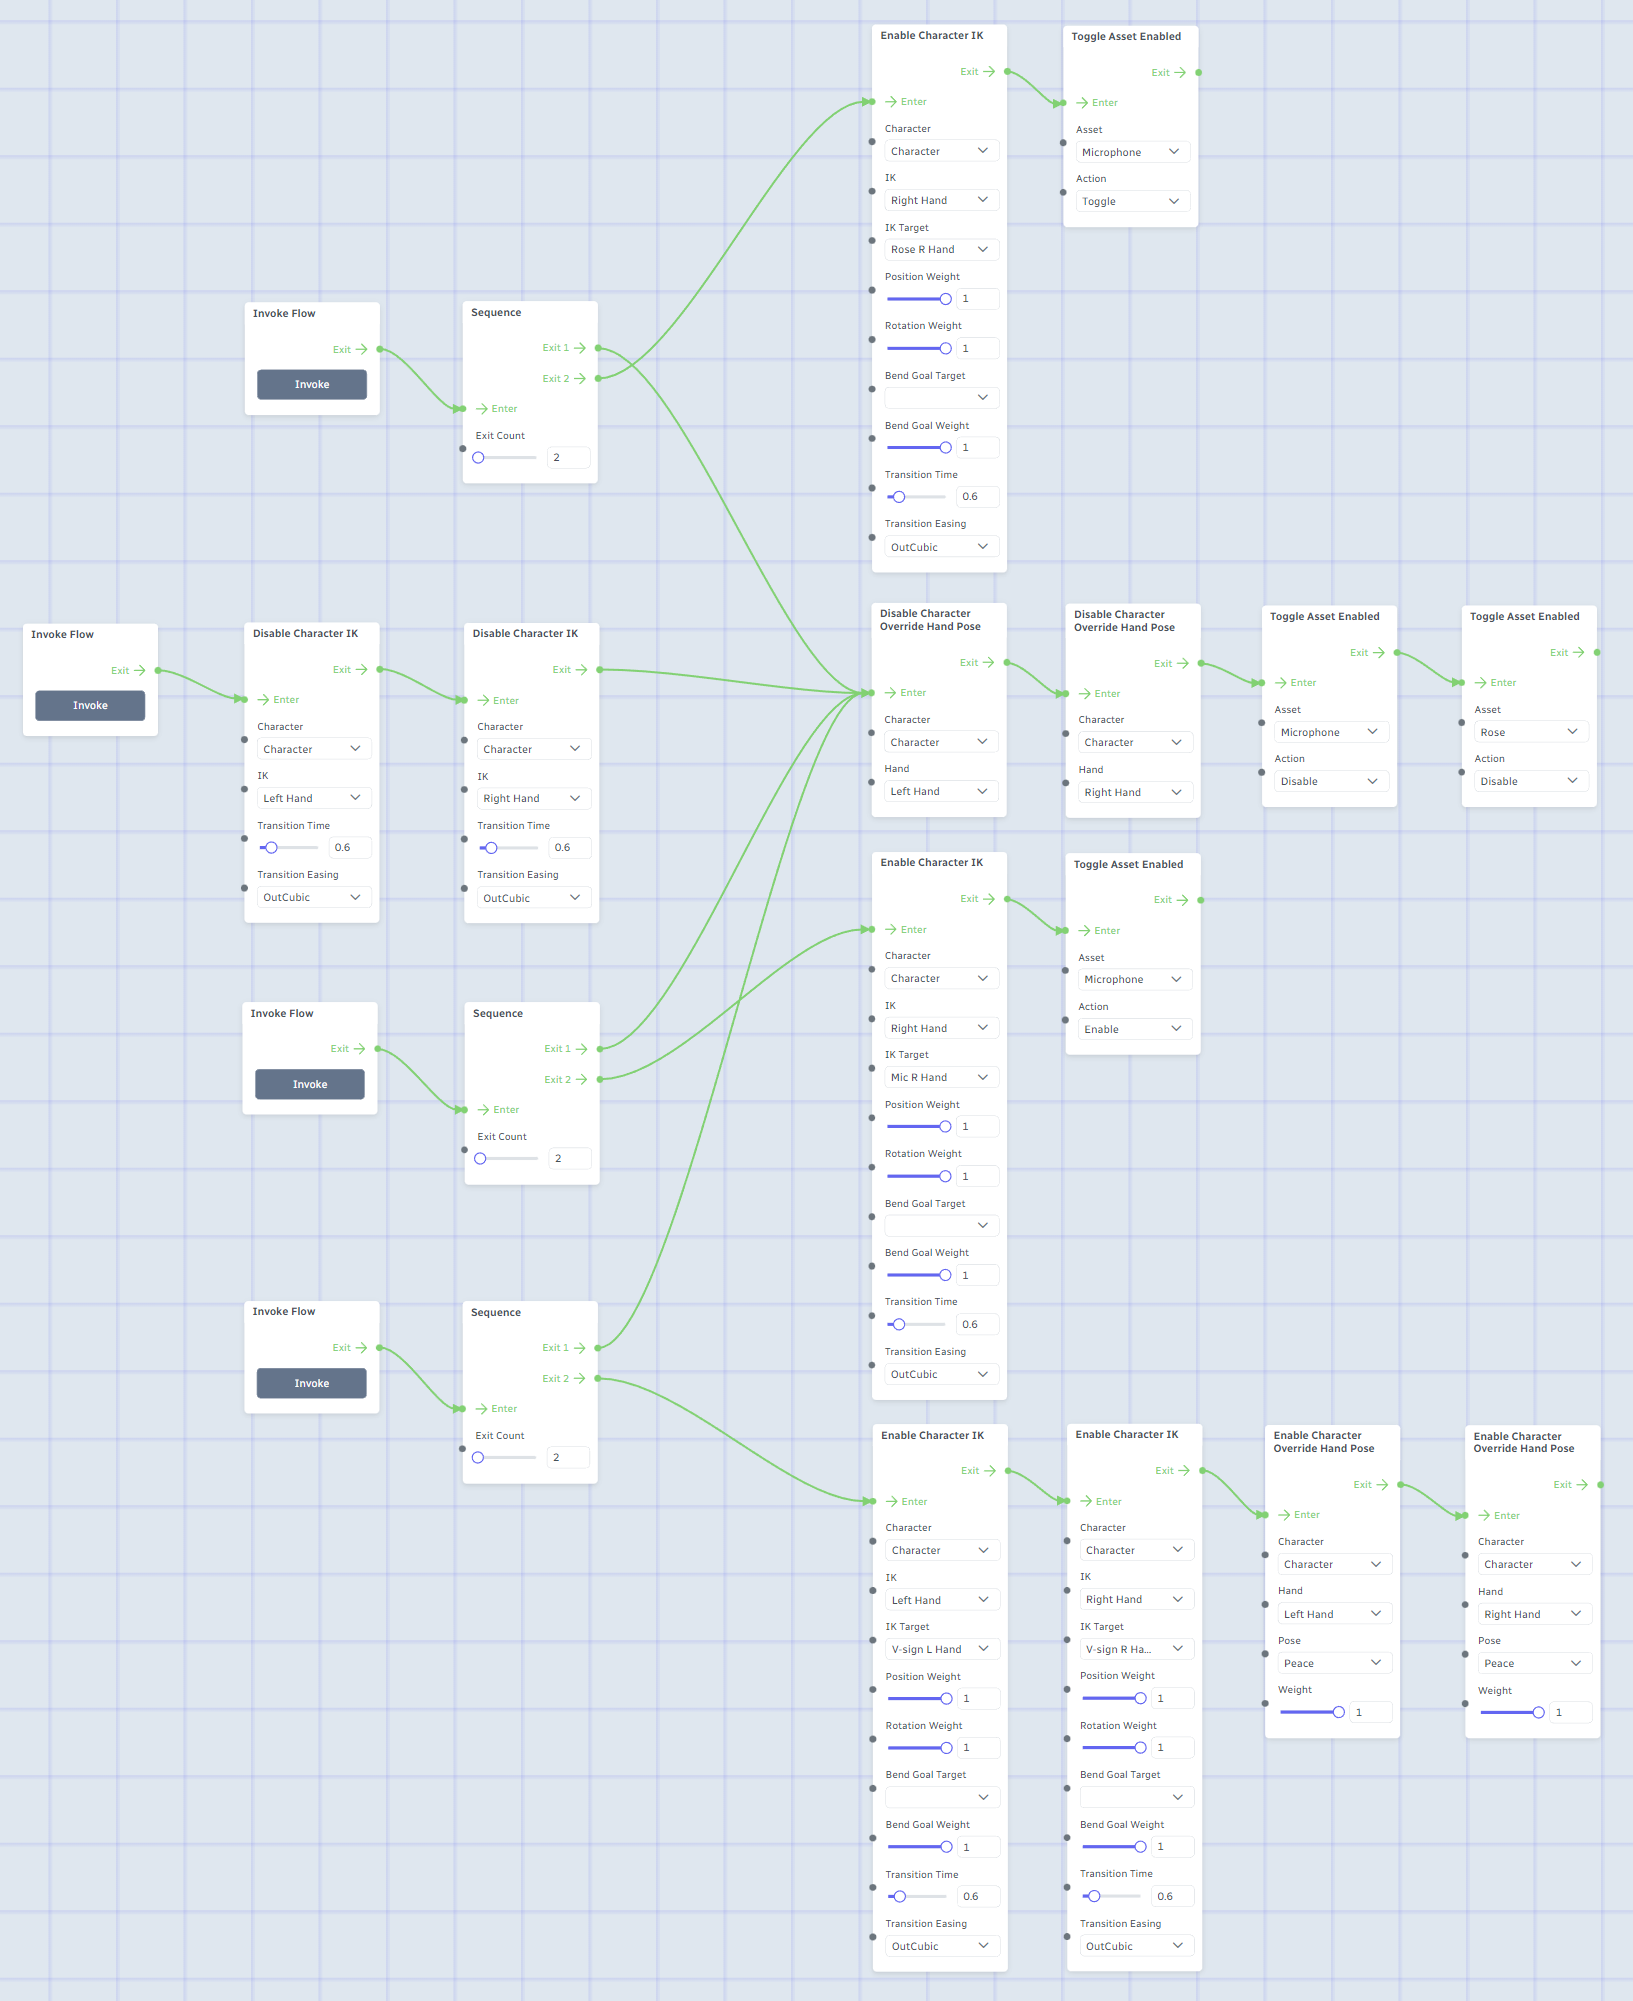 Enable Character IK
Exit
Enter
Character
Character
IK
Right Hand
IK Target
Rose R Hand
Position Weight
1
Rotation Weight
1
Bend Goal Target
Bend Goal Weight
1
Transition Time
0.6
Transition Easing
OutCubic
Toggle Asset Enabled
Exit
Enter
Asset
Microphone
Action
Toggle
Invoke Flow
Exit
Invoke
Sequence
Exit 1
Exit 2
Enter
Exit Count
2
Invoke Flow
Exit
Invoke
Disable Character IK
Exit
Enter
Character
Character
IK
Left Hand
Transition Time
0.6
Transition Easing
OutCubic
Disable Character IK
Exit
Enter
Character
Character
IK
Right Hand
Transition Time
0.6
Transition Easing
OutCubic
Disable Character
Override Hand Pose
Exit
Enter
Character
Character
Hand
Left Hand
Disable Character
Override Hand Pose
Exit
Enter
Character
Character
Hand
Right Hand
Toggle Asset Enabled
Exit
Enter
Asset
Microphone
Action
Disable
Toggle Asset Enabled
Exit
Enter
Asset
Rose
Action
Disable
Invoke Flow
Exit
Invoke
Sequence
Exit 1
Exit 2
Enter
Exit Count
2
Enable Character IK
Exit
Enter
Character
Character
IK
Right Hand
IK Target
Mic R Hand
Position Weight
1
Rotation Weight
1
Bend Goal Target
Bend Goal Weight
1
Transition Time
0.6
Transition Easing
OutCubic
Toggle Asset Enabled
Exit
Enter
Asset
Microphone
Action
Enable
Invoke Flow
Exit
Invoke
Sequence
Exit 1
Exit 2
Enter
Exit Count
2
Enable Character IK
Exit
Enter
Character
Character
IK
Left Hand
IK Target
V-sign L Hand
Position Weight
1
Rotation Weight
1
Bend Goal Target
Bend Goal Weight
1
Transition Time
0.6
Transition Easing
OutCubic
Enable Character IK
Exit
Enter
Character
Character
IK
Right Hand
IK Target
V-sign R Ha...
Position Weight
1
Rotation Weight
1
Bend Goal Target
Bend Goal Weight
1
Transition Time
0.6
Transition Easing
OutCubic
Enable Character
Override Hand Pose
Exit
Enter
Character
Character
Hand
Left Hand
Pose
Peace
Weight
1
Enable Character
Override Hand Pose
Exit
Enter
Character
Character
Hand
Right Hand
Pose
Peace
Weight
1